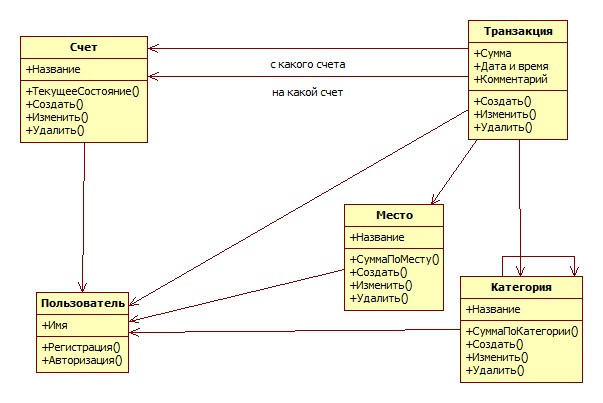 Счет
+Название
+ТекущееСостояние()
+Создать()
+Изменить()
+Удалить()
с какого счета
на какой счет
Транзакция
+Сумма
+Дата и время
+Комментарий
+Создать()
+Изменить()
+Удалить()
Место
+Название
+СуммаПоМесту()
+Создать()
+Изменить()
+Удалить()
Пользователь
+Имя
+Регистрация()
+Авторизация()
Категория
+Название
+СуммаПоКатегории()
+Создать()
+Изменить()
+Удалить()